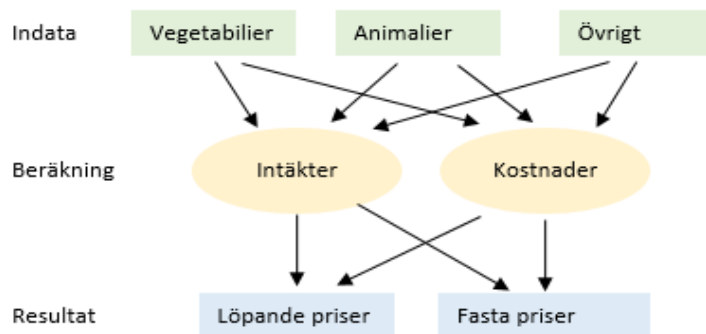 Indata
Vegetabilier
Animalier
Övrigt
Beräkning
Intäkter
Kostnader
Resultat
Löpande priser
Fasta priser